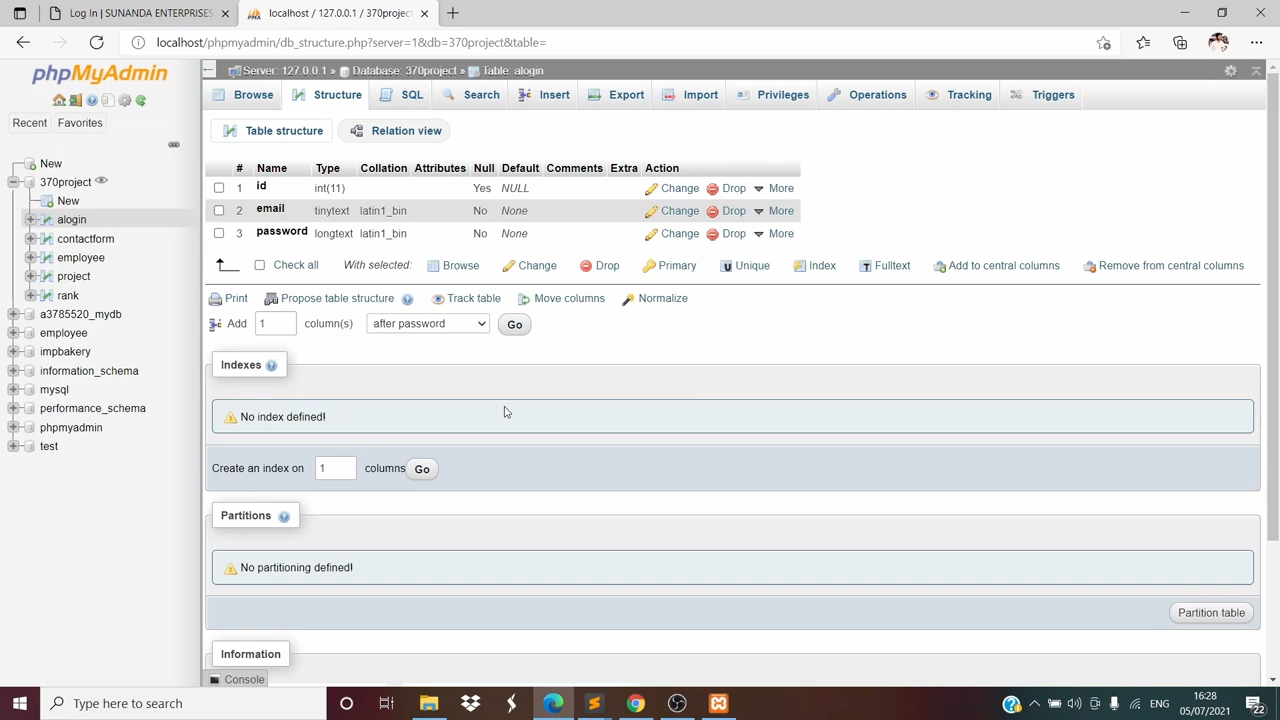 Log In | SUNANDA ENTERPRISES
localhost / 127.0.0.1 / 370project
localhost/phpmyadmin/db_structure.php?server=1&db=370project&table=
phpMyAdmin
Recent
Favorites
New
370project
New
alogin
contactform
employee
project
rank
a3785520_mydb
employee
impbakery
information_schema
mysql
performance_schema
phpmyadmin
test
Server: 127.0.0.1 » Database: 370project » Table: alogin
Browse Structure SQL Search Insert Export Import Privileges Operations Tracking Triggers
Table structure Relation view
# Name Type Collation Attributes Null Default Comments Extra Action
1 id int(11) Yes NULL Change Drop More
2 email tinytext latin1_bin No None Change Drop More
3 password longtext latin1_bin No None Change Drop More
Check all With selected: Browse Change Drop Primary Unique Index Fulltext Add to central columns Remove from central columns
Print Propose table structure Track table Move columns Normalize
Add 1 column(s) after password Go
Indexes
No index defined!
Create an index on 1 columns Go
Partitions
No partitioning defined!
Partition table
Information
Console
Type here to search
ENG
16:28
05/07/2021
22